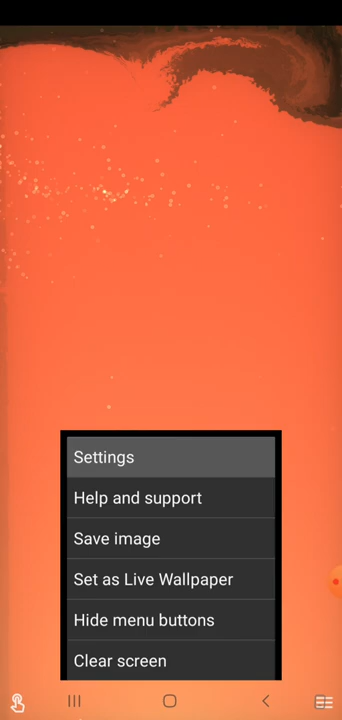 Settings
Help and support
Save image
Set as Live Wallpaper
Hide menu buttons
Clear screen